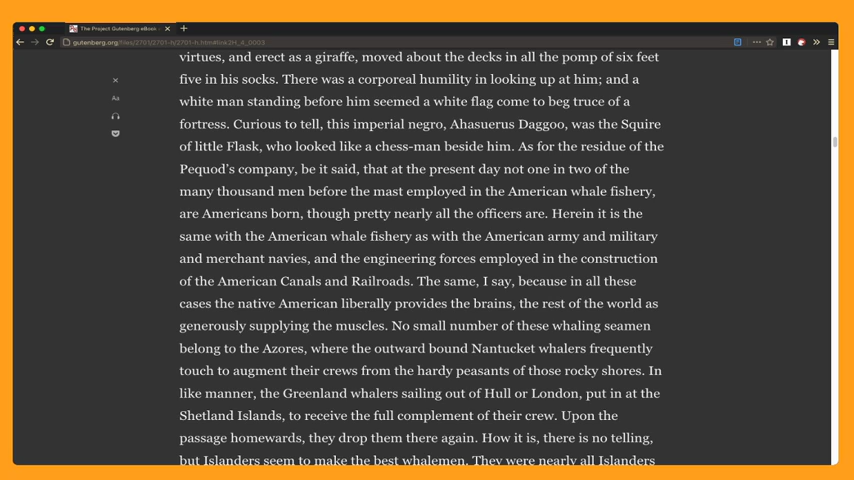 The Project Gutenberg eBook
gutenberg.org/files/2701/2701-h/2701-h.htm#link2H_4_0003
Aa
virtues, and erect as a giraffe, moved about the decks in all the pomp of six feet
five in his socks. There was a corporeal humility in looking up at him; and a
white man standing before him seemed a white flag come to beg truce of a
fortress. Curious to tell, this imperial negro, Ahasuerus Daggoo, was the Squire
of little Flask, who looked like a chess-man beside him. As for the residue of the
Pequod’s company, be it said, that at the present day not one in two of the
many thousand men before the mast employed in the American whale fishery,
are Americans born, though pretty nearly all the officers are. Herein it is the
same with the American whale fishery as with the American army and military
and merchant navies, and the engineering forces employed in the construction
of the American Canals and Railroads. The same, I say, because in all these
cases the native American liberally provides the brains, the rest of the world as
generously supplying the muscles. No small number of these whaling seamen
belong to the Azores, where the outward bound Nantucket whalers frequently
touch to augment their crews from the hardy peasants of those rocky shores. In
like manner, the Greenland whalers sailing out of Hull or London, put in at the
Shetland Islands, to receive the full complement of their crew. Upon the
passage homewards, they drop them there again. How it is, there is no telling,
but Islanders seem to make the best whalemen. They were nearly all Islanders